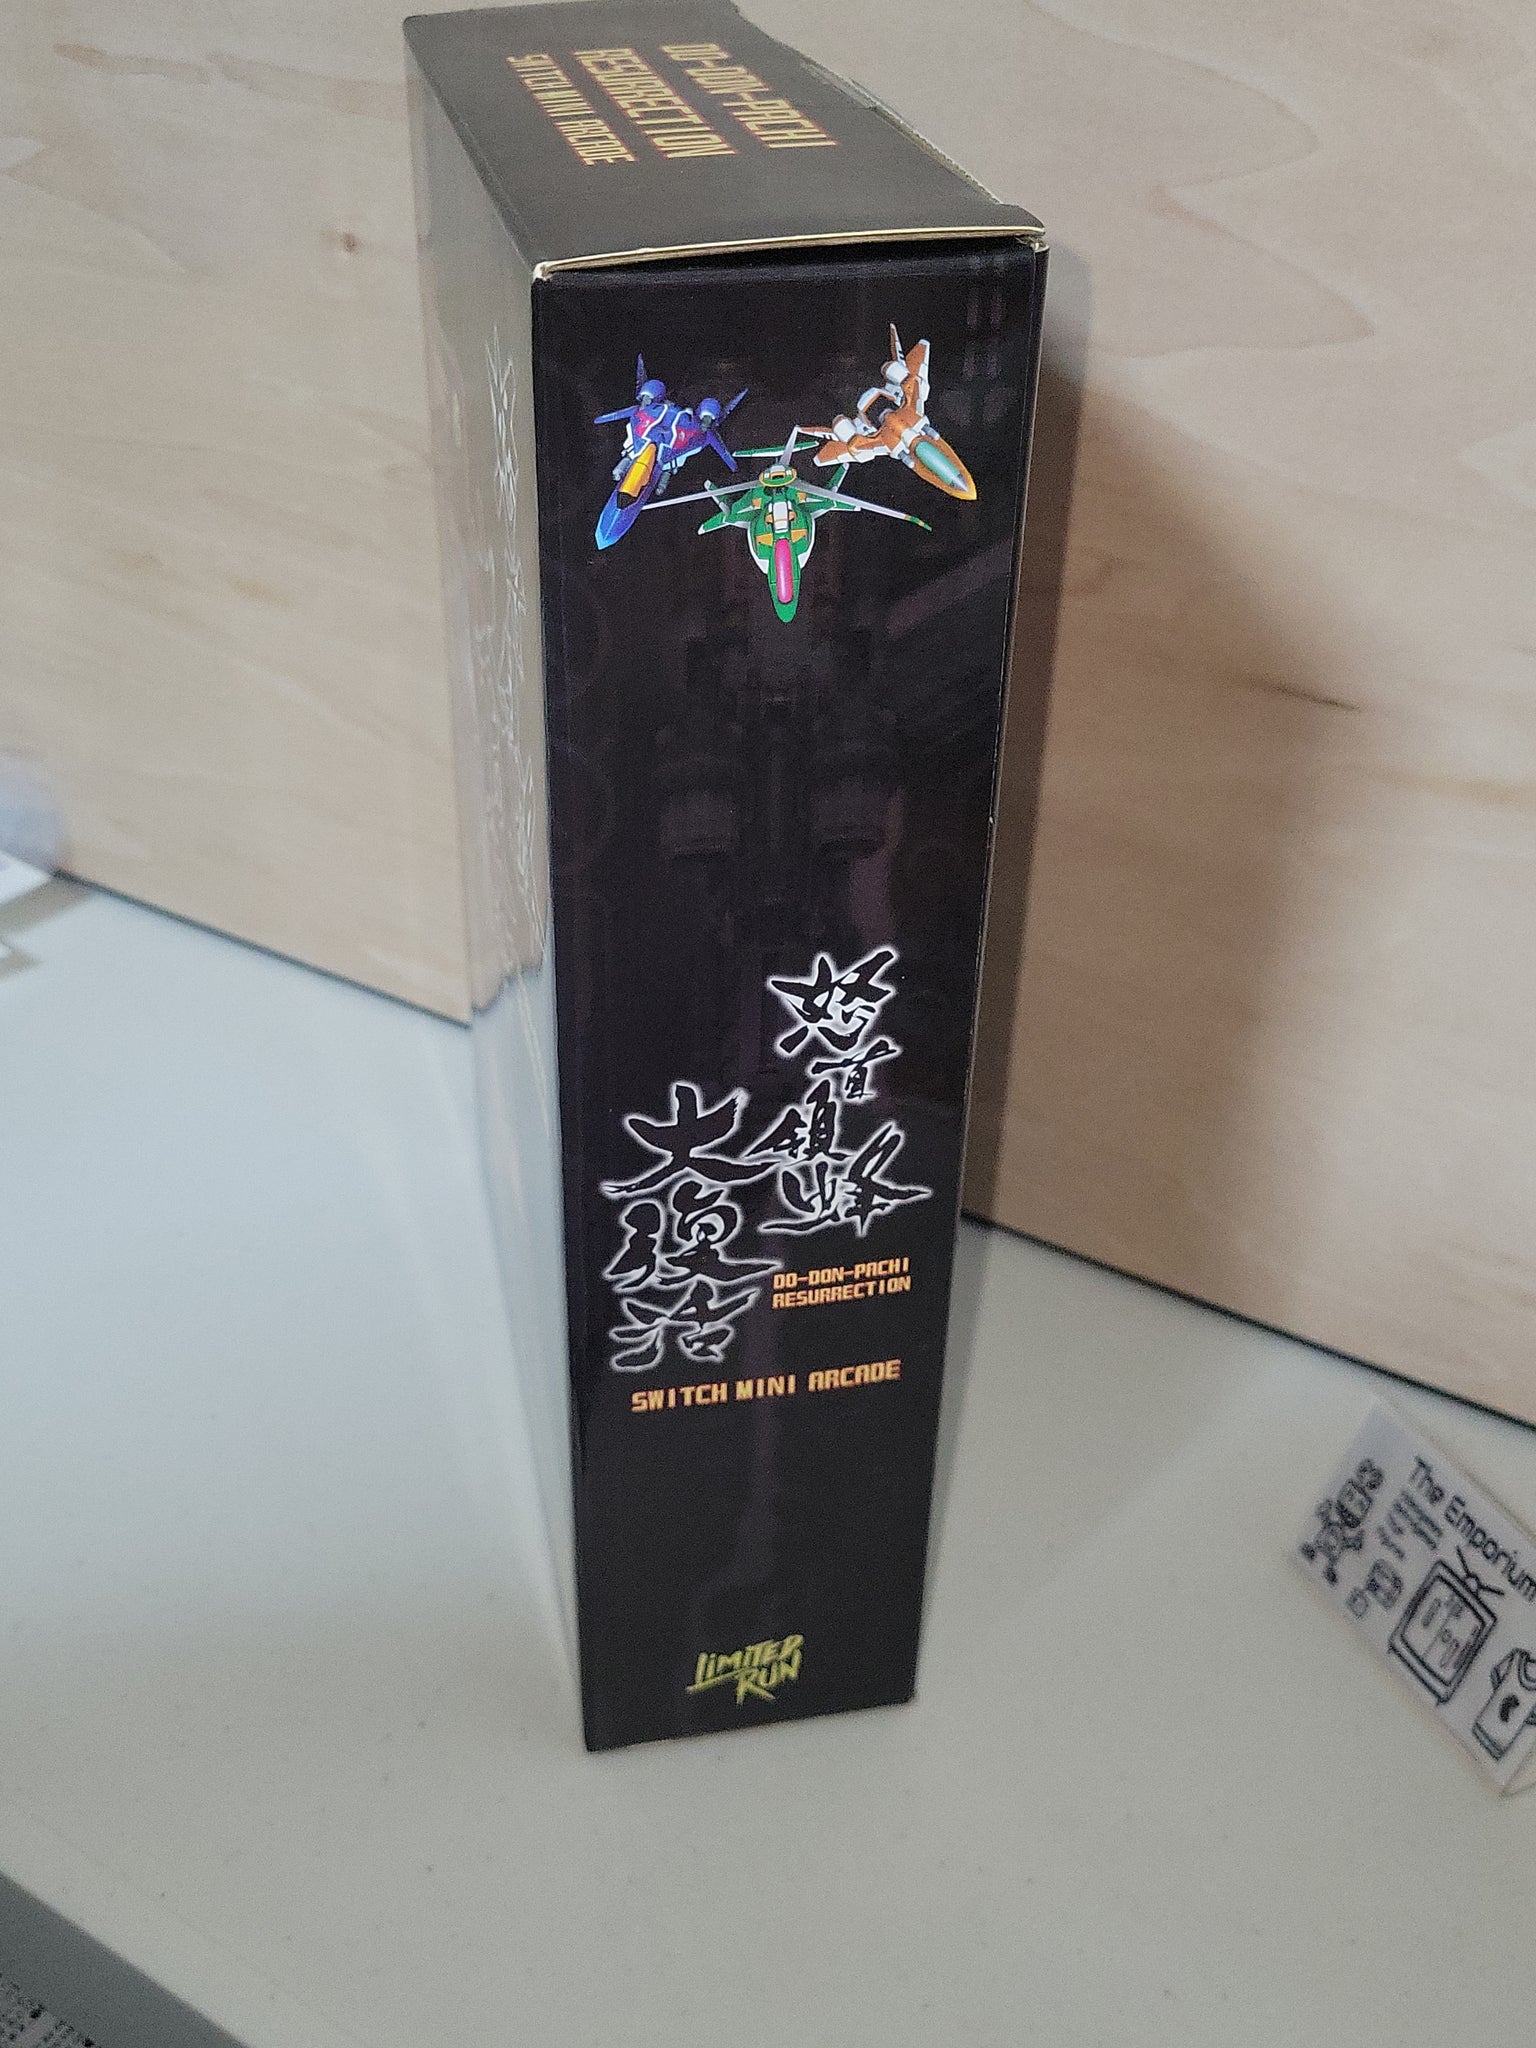 DO-DON-PACHI
RESURRECTION
SWITCH MINI ARCADE
怒首領蜂
大復活
DO-DON-PACHI
RESURRECTION
SWITCH MINI ARCADE
LIMITED
RUN
The Emporium